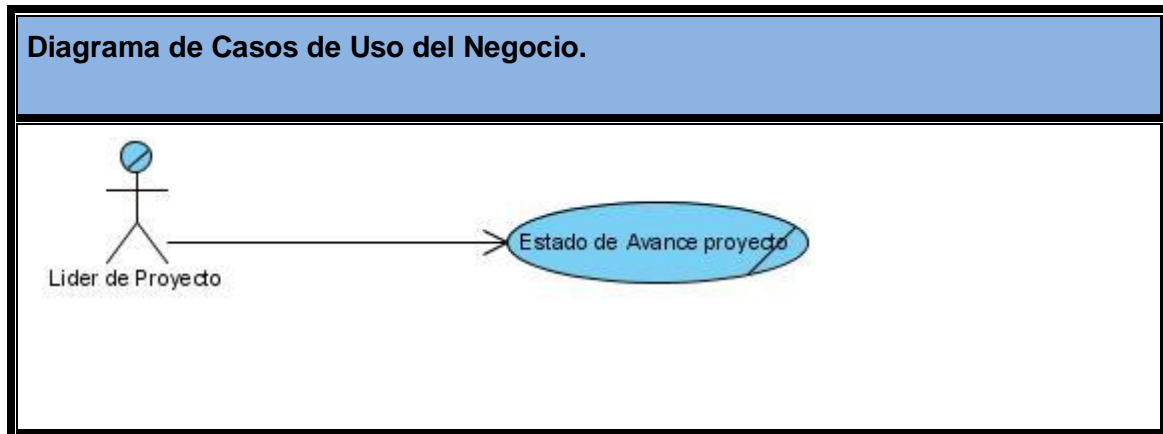 Diagrama de Casos de Uso del Negocio.
Estado de Avance proyecto
Lider de Proyecto